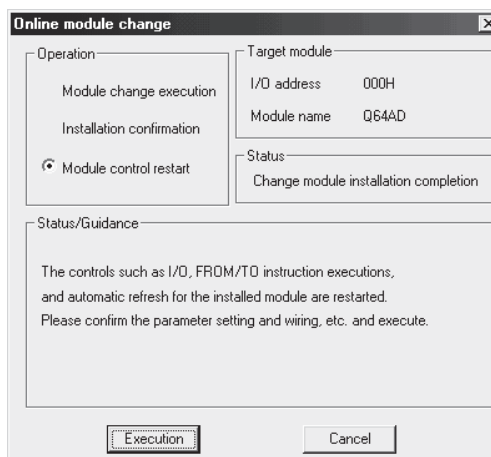 Online module change
Operation
Module change execution
Installation confirmation
Module control restart
Target module
I/O address 000H
Module name Q64AD
Status
Change module installation completion
Status/Guidance
The controls such as I/O, FROM/TO instruction executions,
and automatic refresh for the installed module are restarted.
Please confirm the parameter setting and wiring, etc. and execute.
Execution Cancel